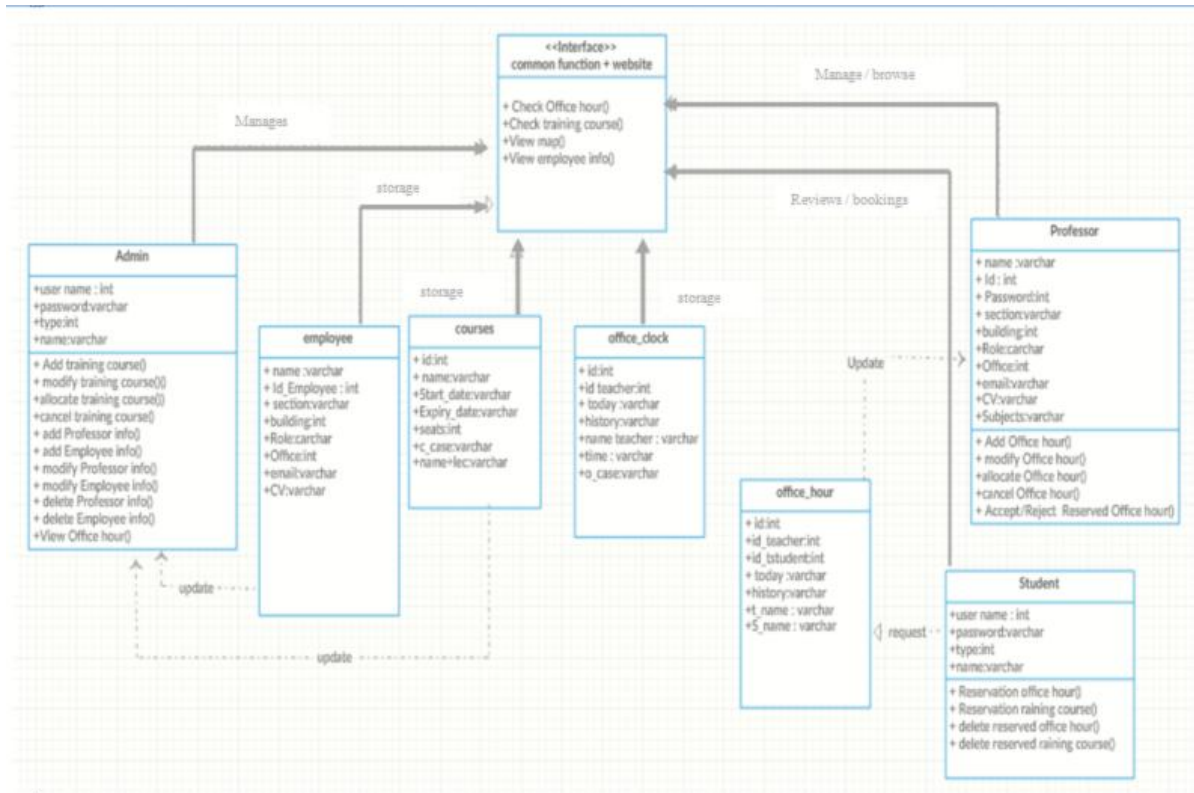 <<Interface>>
common function + website
+ Check Office hour()
+Check training course()
+View map()
+View employee info()
Manage / browse
Manages
storage
Reviews / bookings
storage
storage
Admin
+user name : int
+password:varchar
+type:int
+name:varchar
+ Add training course()
+ modify training course())
+allocate training course()
+cancel training course()
+ add Professor info()
+ add Employee info()
+ modify Professor info()
+ modify Employee info()
+ delete Professor info()
+ delete Employee info()
+View Office hour()
employee
+ name :varchar
+ Id_Employee : int
+ section:varchar
+building:int
+Role:carchar
+Office:int
+email:varchar
+CV:varchar
courses
+ id:int
+ name:varchar
+Start_date:varchar
+Expiry_date:varchar
+seats:int
+c_case:varchar
+name+lec:varchar
office_clock
+ id:int
+id teacher:int
+ today :varchar
+history:varchar
+name teacher : varchar
+time : varchar
+o_case:varchar
Professor
+ name :varchar
+ Id : int
+ Password:int
+ section:varchar
+building:int
+Role:carchar
+Office:int
+email:varchar
+CV:varchar
+Subjects:varchar
+ Add Office hour()
+ modify Office hour()
+allocate Office hour()
+cancel Office hour()
+ Accept/Reject Reserved Office hour()
Update
office_hour
+ id:int
+id_teacher:int
+id_tstudent:int
+ today :varchar
+history:varchar
+t_name : varchar
+S_name : varchar
request
Student
+user name : int
+password:varchar
+type:int
+name:varchar
+ Reservation office hour()
+ Reservation raining course()
+ delete reserved office hour()
+ delete reserved raining course()
update
update